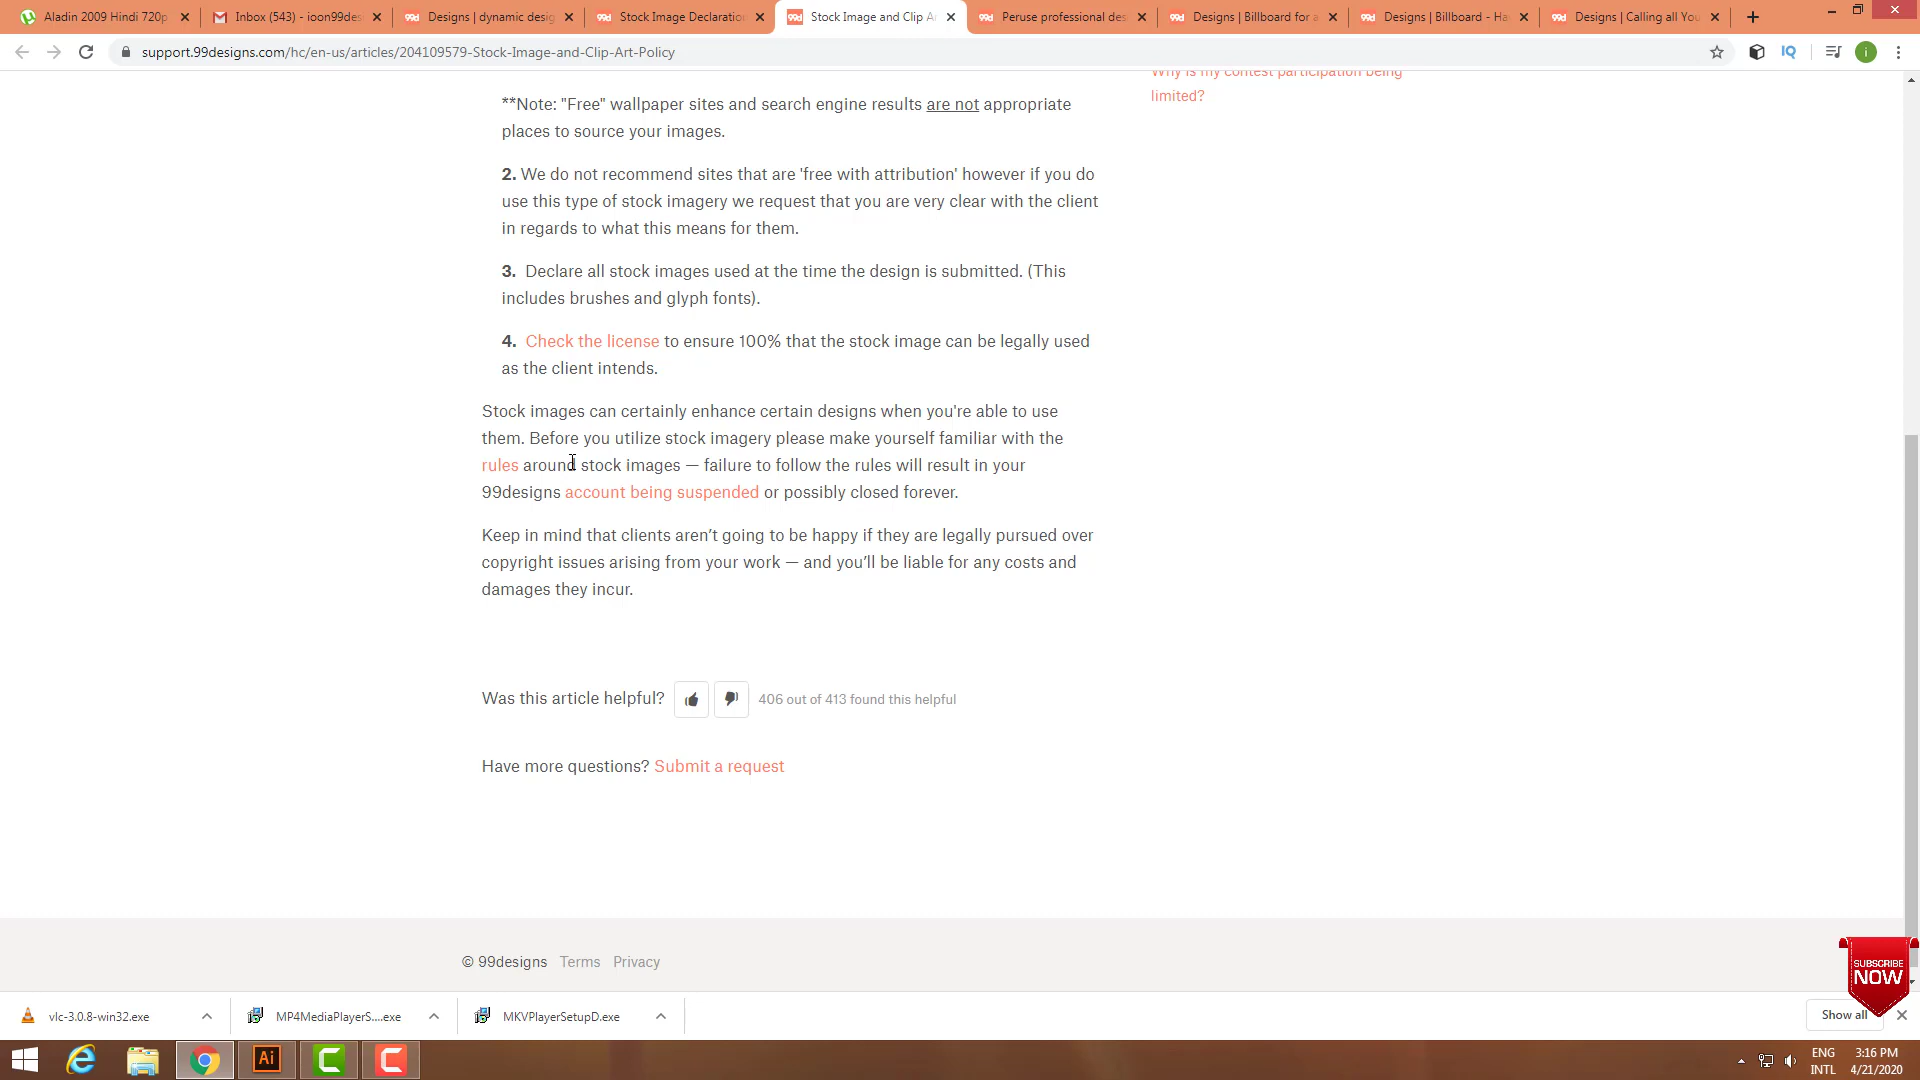 Aladin 2009 Hindi 720p
Inbox (543) - ioon99des
Designs | dynamic desig
Stock Image Declaratio
Stock Image and Clip A
Peruse professional des
Designs | Billboard for a
Designs | Billboard - Ha
Designs | Calling all You
support.99designs.com/hc/en-us/articles/204109579-Stock-Image-and-Clip-Art-Policy
IQ
i
Why is my contest participation being
limited?
**Note: "Free" wallpaper sites and search engine results are not appropriate
places to source your images.
2. We do not recommend sites that are 'free with attribution' however if you do
use this type of stock imagery we request that you are very clear with the client
in regards to what this means for them.
3. Declare all stock images used at the time the design is submitted. (This
includes brushes and glyph fonts).
4. Check the license to ensure 100% that the stock image can be legally used
as the client intends.
Stock images can certainly enhance certain designs when you're able to use
them. Before you utilize stock imagery please make yourself familiar with the
rules around stock images — failure to follow the rules will result in your
99designs account being suspended or possibly closed forever.
Keep in mind that clients aren’t going to be happy if they are legally pursued over
copyright issues arising from your work — and you’ll be liable for any costs and
damages they incur.
Was this article helpful?
406 out of 413 found this helpful
Have more questions? Submit a request
© 99designs Terms Privacy
SUBSCRIBE
NOW
vlc-3.0.8-win32.exe
MP4MediaPlayerS....exe
MKVPlayerSetupD.exe
Show all
Ai
ENG
INTL
3:16 PM
4/21/2020